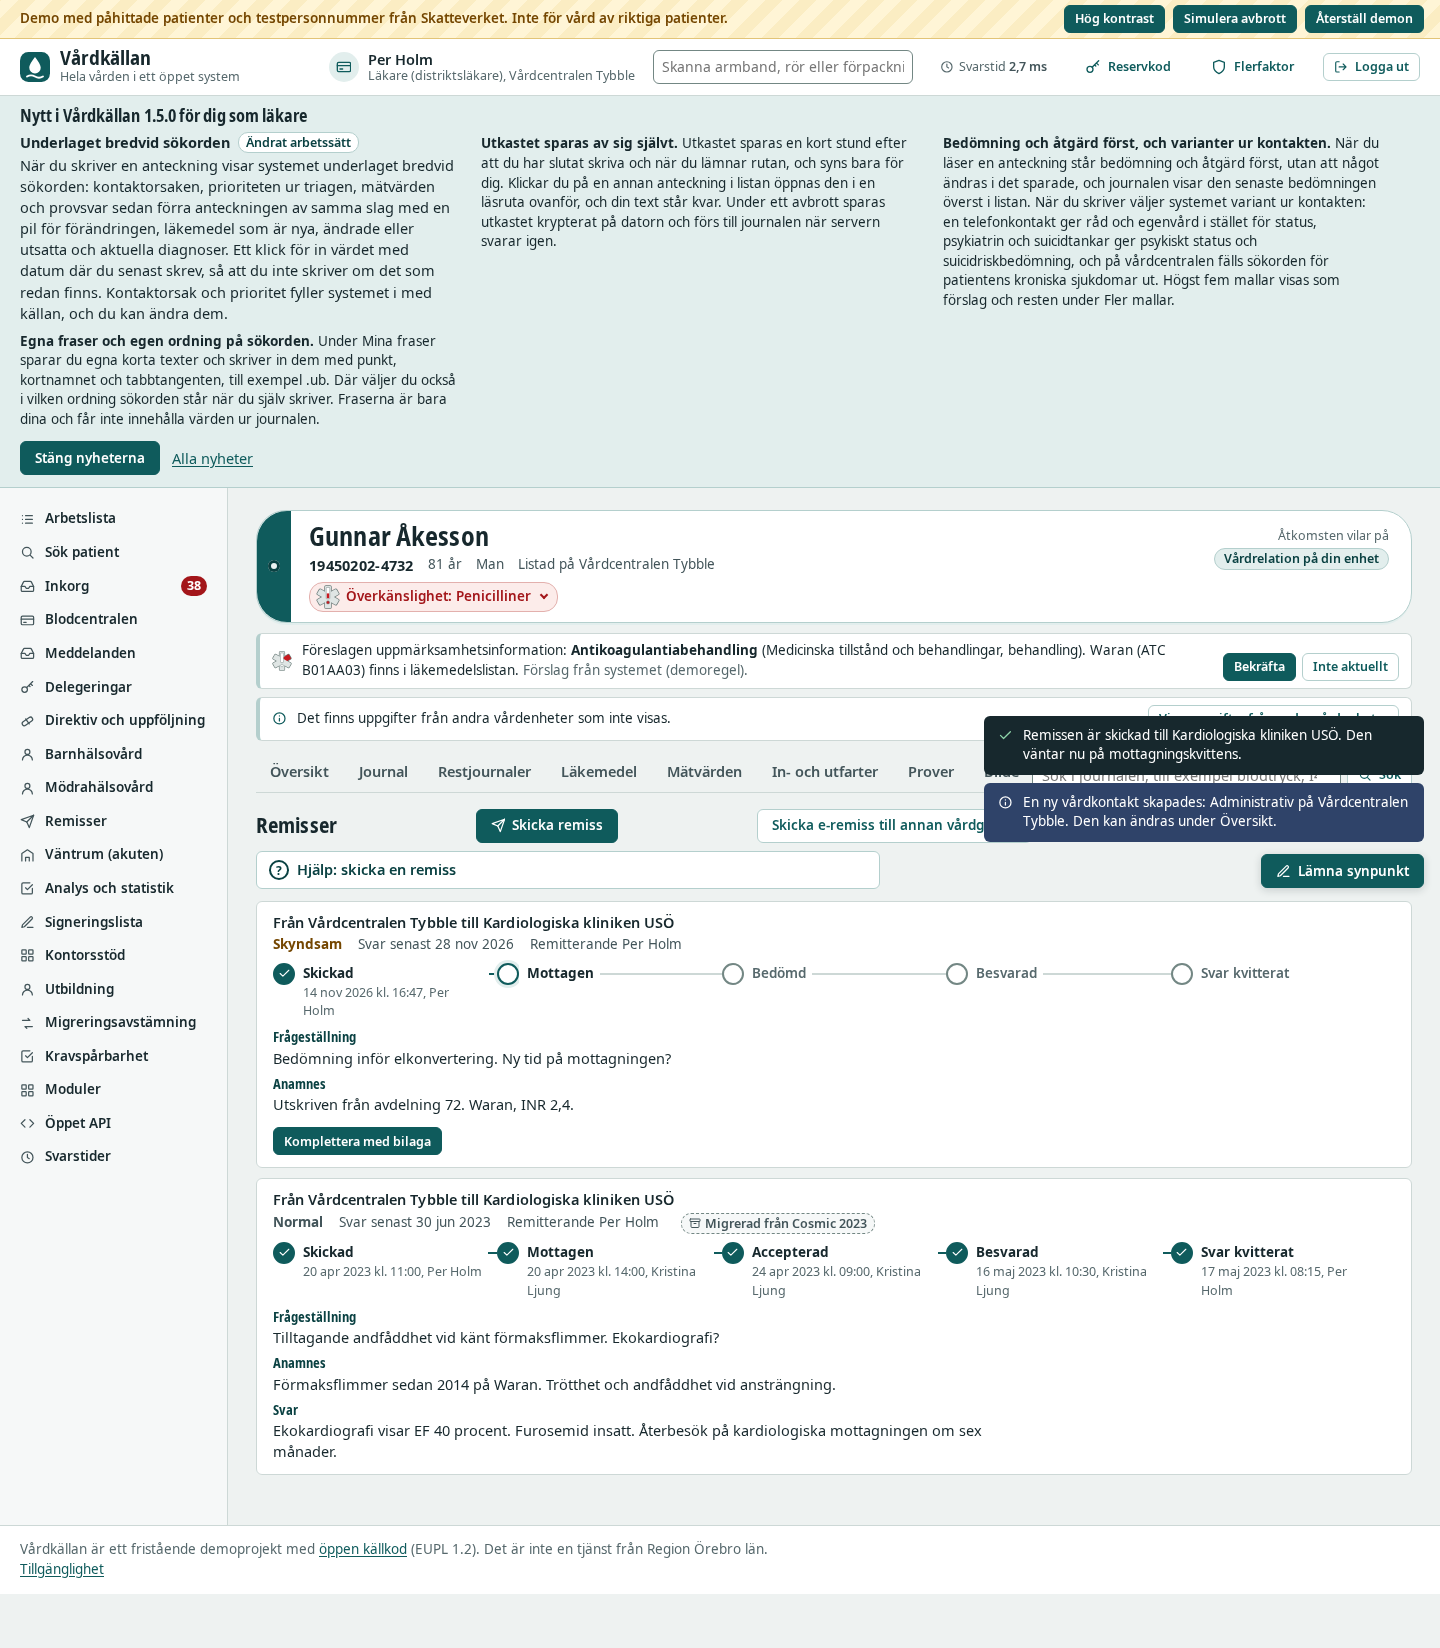 Demo med påhittade patienter och testpersonnummer från Skatteverket. Inte för vård av riktiga patienter.
Hög kontrast
Simulera avbrott
Återställ demon
Vårdkällan
Hela vården i ett öppet system
Per Holm
Läkare (distriktsläkare), Vårdcentralen Tybble
Skanna armband, rör eller förpackni
Svarstid 2,7 ms
Reservkod
Flerfaktor
Logga ut
Nytt i Vårdkällan 1.5.0 för dig som läkare
Underlaget bredvid sökorden
Ändrat arbetssätt
När du skriver en anteckning visar systemet underlaget bredvid
sökorden: kontaktorsaken, prioriteten ur triagen, mätvärden
och provsvar sedan förra anteckningen av samma slag med en
pil för förändringen, läkemedel som är nya, ändrade eller
utsatta och aktuella diagnoser. Ett klick för in värdet med
datum där du senast skrev, så att du inte skriver om det som
redan finns. Kontaktorsak och prioritet fyller systemet i med
källan, och du kan ändra dem.
Egna fraser och egen ordning på sökorden. Under Mina fraser
sparar du egna korta texter och skriver in dem med punkt,
kortnamnet och tabbtangenten, till exempel .ub. Där väljer du också
i vilken ordning sökorden står när du själv skriver. Fraserna är bara
dina och får inte innehålla värden ur journalen.
Utkastet sparas av sig självt. Utkastet sparas en kort stund efter
att du har slutat skriva och när du lämnar rutan, och syns bara för
dig. Klickar du på en annan anteckning i listan öppnas den i en
läsruta ovanför, och din text står kvar. Under ett avbrott sparas
utkastet krypterat på datorn och förs till journalen när servern
svarar igen.
Bedömning och åtgärd först, och varianter ur kontakten. När du
läser en anteckning står bedömning och åtgärd först, utan att något
ändras i det sparade, och journalen visar den senaste bedömningen
överst i listan. När du skriver väljer systemet variant ur kontakten:
en telefonkontakt ger råd och egenvård i stället för status,
psykiatrin och suicidtankar ger psykiskt status och
suicidriskbedömning, och på vårdcentralen fälls sökorden för
patientens kroniska sjukdomar ut. Högst fem mallar visas som
förslag och resten under Fler mallar.
Stäng nyheterna
Alla nyheter
Arbetslista
Sök patient
Inkorg
38
Blodcentralen
Meddelanden
Delegeringar
Direktiv och uppföljning
Barnhälsovård
Mödrahälsovård
Remisser
Väntrum (akuten)
Analys och statistik
Signeringslista
Kontorsstöd
Utbildning
Migreringsavstämning
Kravspårbarhet
Moduler
Öppet API
Svarstider
Gunnar Åkesson
19450202-4732
81 år
Man
Listad på Vårdcentralen Tybble
Överkänslighet: Penicilliner
Åtkomsten vilar på
Vårdrelation på din enhet
Föreslagen uppmärksamhetsinformation: Antikoagulantiabehandling (Medicinska tillstånd och behandlingar, behandling). Waran (ATC
B01AA03) finns i läkemedelslistan. Förslag från systemet (demoregel).
Bekräfta
Inte aktuellt
Det finns uppgifter från andra vårdenheter som inte visas.
Remissen är skickad till Kardiologiska kliniken USÖ. Den
väntar nu på mottagningskvittens.
Översikt
Journal
Restjournaler
Läkemedel
Mätvärden
In- och utfarter
Prover
En ny vårdkontakt skapades: Administrativ på Vårdcentralen
Tybble. Den kan ändras under Översikt.
Remisser
Skicka remiss
Skicka e-remiss till annan vårdg
Hjälp: skicka en remiss
Lämna synpunkt
Från Vårdcentralen Tybble till Kardiologiska kliniken USÖ
Skyndsam
Svar senast 28 nov 2026
Remitterande Per Holm
Skickad
14 nov 2026 kl. 16:47, Per
Holm
Mottagen
Bedömd
Besvarad
Svar kvitterat
Frågeställning
Bedömning inför elkonvertering. Ny tid på mottagningen?
Anamnes
Utskriven från avdelning 72. Waran, INR 2,4.
Komplettera med bilaga
Från Vårdcentralen Tybble till Kardiologiska kliniken USÖ
Normal
Svar senast 30 jun 2023
Remitterande Per Holm
Migrerad från Cosmic 2023
Skickad
20 apr 2023 kl. 11:00, Per Holm
Mottagen
20 apr 2023 kl. 14:00, Kristina
Ljung
Accepterad
24 apr 2023 kl. 09:00, Kristina
Ljung
Besvarad
16 maj 2023 kl. 10:30, Kristina
Ljung
Svar kvitterat
17 maj 2023 kl. 08:15, Per
Holm
Frågeställning
Tilltagande andfåddhet vid känt förmaksflimmer. Ekokardiografi?
Anamnes
Förmaksflimmer sedan 2014 på Waran. Trötthet och andfåddhet vid ansträngning.
Svar
Ekokardiografi visar EF 40 procent. Furosemid insatt. Återbesök på kardiologiska mottagningen om sex
månader.
Vårdkällan är ett fristående demoprojekt med öppen källkod (EUPL 1.2). Det är inte en tjänst från Region Örebro län.
Tillgänglighet